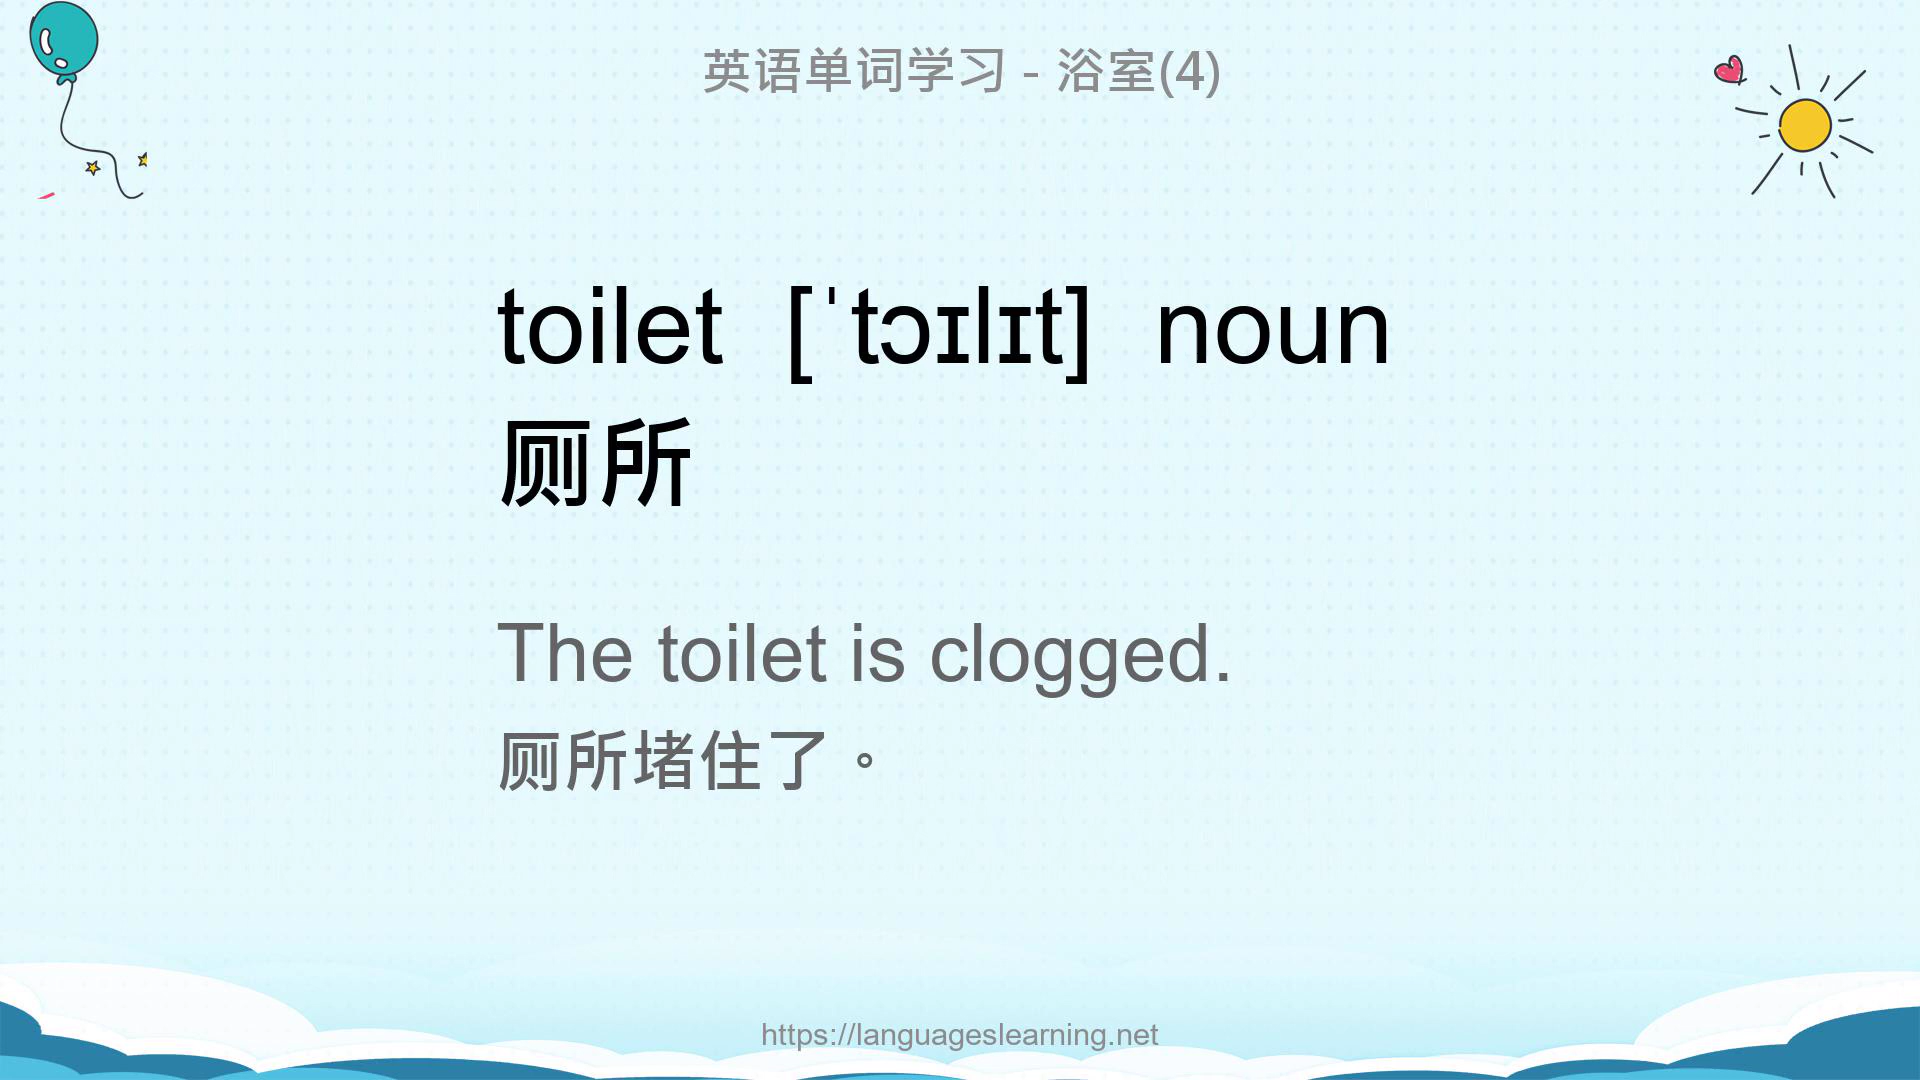 英语单词学习 - 浴室(4)
toilet [ˈtɔɪlɪt] noun
厕所
The toilet is clogged.
厕所堵住了。
https://languageslearning.net